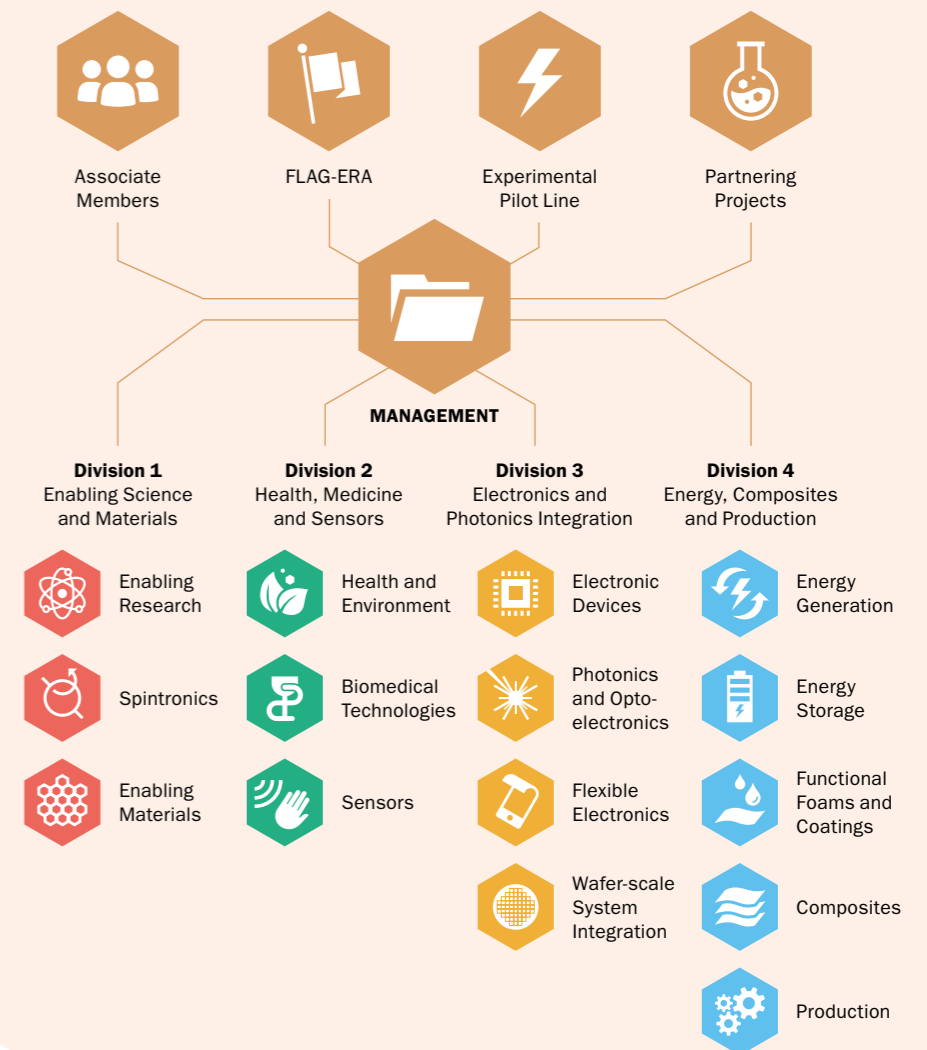 Associate
Members
FLAG-ERA
Experimental
Pilot Line
Partnering
Projects
MANAGEMENT
Division 1
Enabling Science
and Materials
Division 2
Health, Medicine
and Sensors
Division 3
Electronics and
Photonics Integration
Division 4
Energy, Composites
and Production
Enabling
Research
Spintronics
Enabling
Materials
Health and
Environment
Biomedical
Technologies
Sensors
Electronic
Devices
Photonics
and Opto-
electronics
Flexible
Electronics
Wafer-scale
System
Integration
Energy
Generation
Energy
Storage
Functional
Foams and
Coatings
Composites
Production